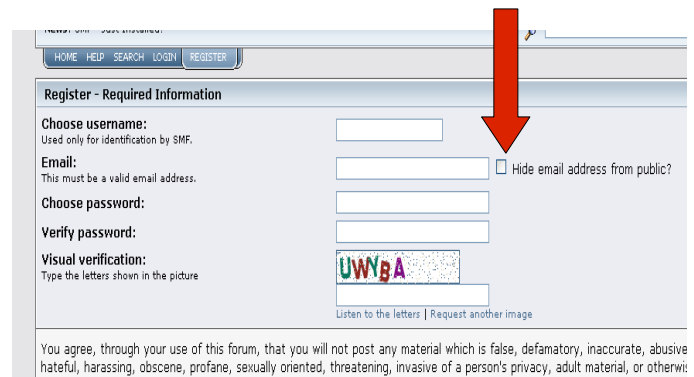 News: SMF - Just Installed!
HOME HELP SEARCH LOGIN REGISTER
Register - Required Information
Choose username:
Used only for identification by SMF.
Email:
This must be a valid email address.
Hide email address from public?
Choose password:
Verify password:
Visual verification:
Type the letters shown in the picture
UWYBA
Listen to the letters | Request another image
You agree, through your use of this forum, that you will not post any material which is false, defamatory, inaccurate, abusive
hateful, harassing, obscene, profane, sexually oriented, threatening, invasive of a person's privacy, adult material, or otherwis